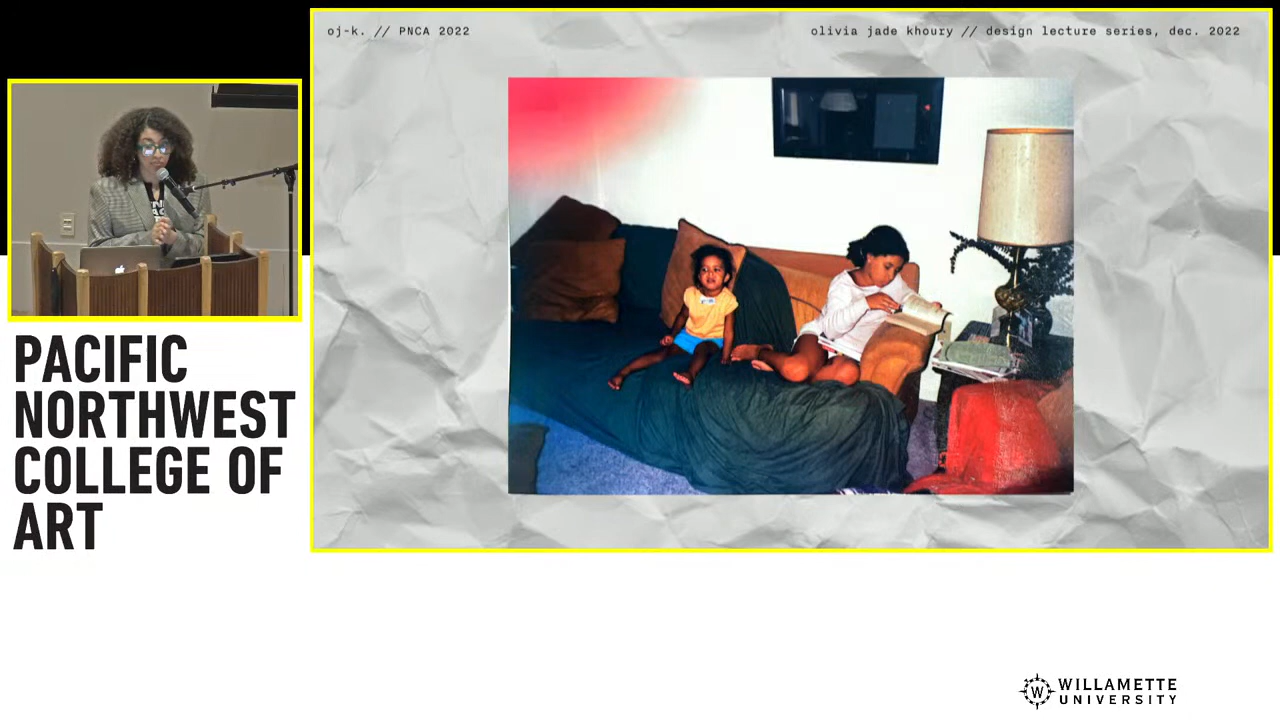 oj-k. // PNCA 2022
olivia jade khoury // design lecture series, dec. 2022
PACIFIC
NORTHWEST
COLLEGE OF
ART
W
WILLAMETTE
UNIVERSITY